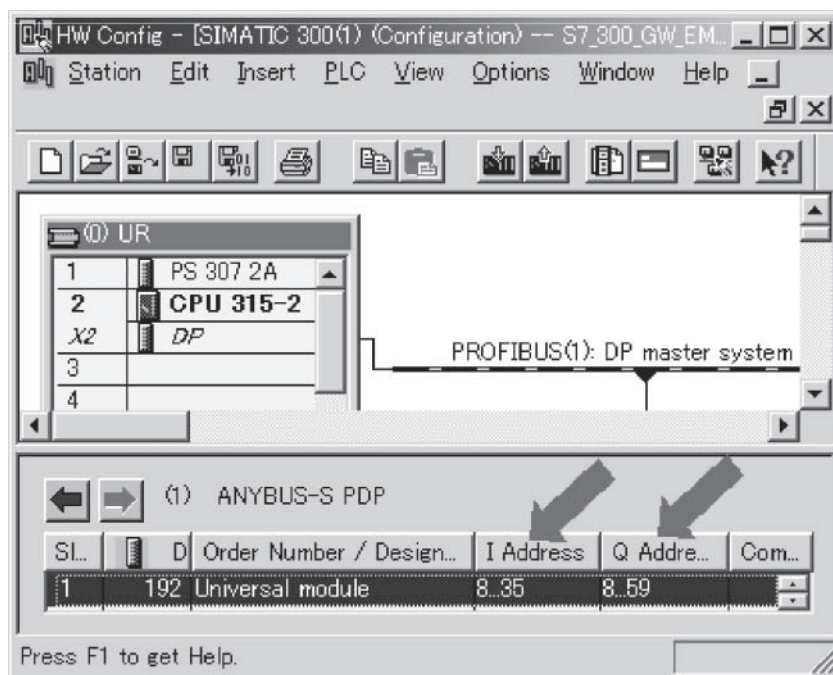 HW Config - [SIMATIC 300(1) (Configuration) -- S7_300_GW_EM...
Station Edit Insert PLC View Options Window Help
(0) UR
1 PS 307 2A
2 CPU 315-2
X2 DP
3
4
PROFIBUS(1): DP master system
(1) ANYBUS-S PDP
Sl... D Order Number / Design... I Address Q Addre... Com...
1 192 Universal module 8...35 8...59
Press F1 to get Help.